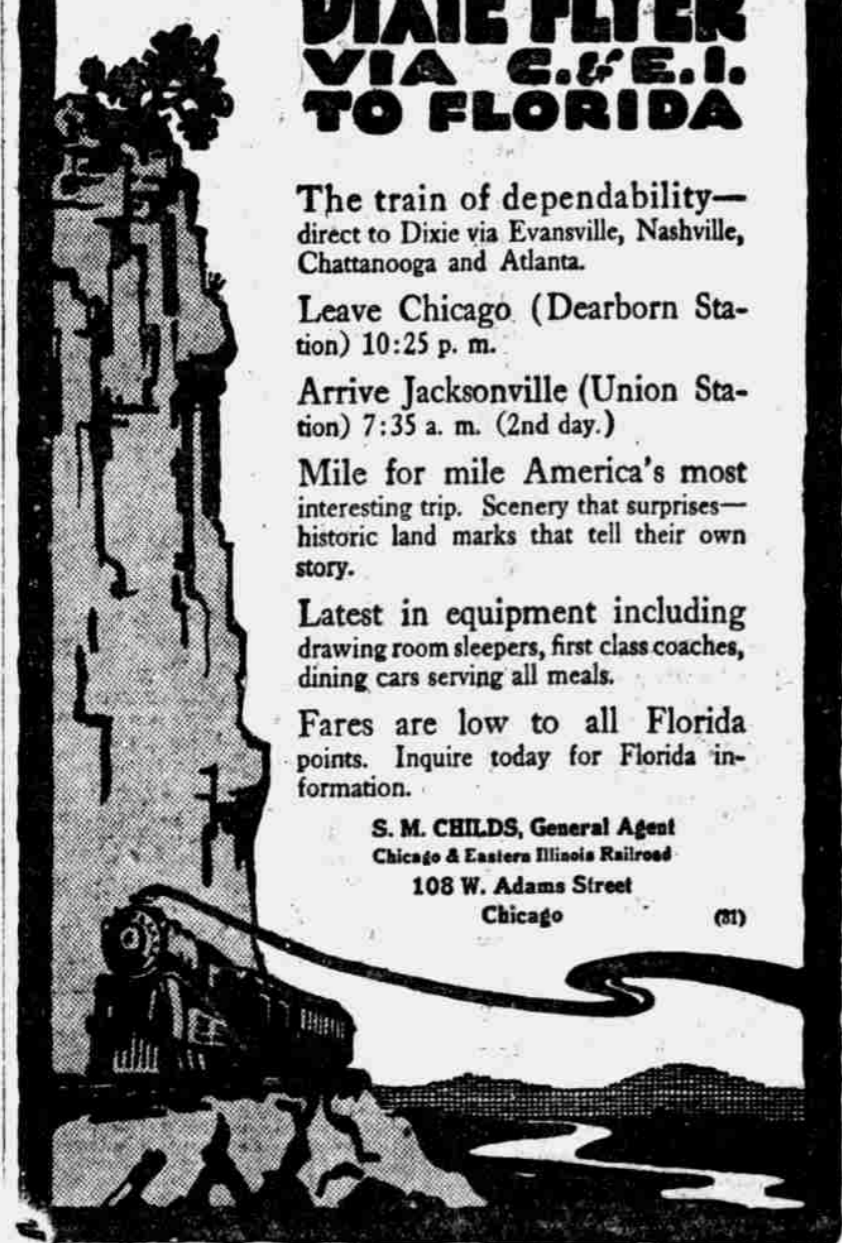 DIXIE FLYER
VIA C. & E. I.
TO FLORIDA
The train of dependability—
direct to Dixie via Evansville, Nashville,
Chattanooga and Atlanta.
Leave Chicago (Dearborn Sta-
tion) 10:25 p. m.
Arrive Jacksonville (Union Sta-
tion) 7:35 a. m. (2nd day.)
Mile for mile America's most
interesting trip. Scenery that surprises—
historic land marks that tell their own
story.
Latest in equipment including
drawing room sleepers, first class coaches,
dining cars serving all meals.
Fares are low to all Florida
points. Inquire today for Florida in-
formation.
S. M. CHILDS, General Agent
Chicago & Eastern Illinois Railroad
108 W. Adams Street
Chicago (31)